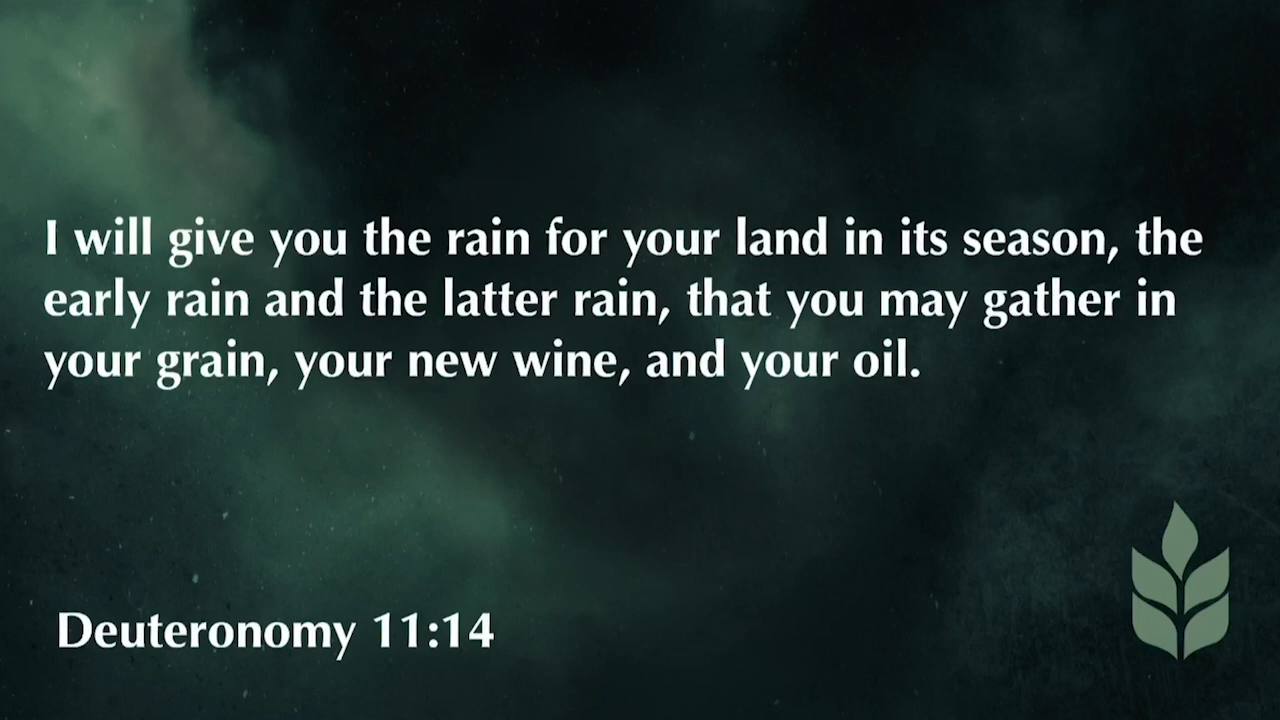 I will give you the rain for your land in its season, the
early rain and the latter rain, that you may gather in
your grain, your new wine, and your oil.
Deuteronomy 11:14